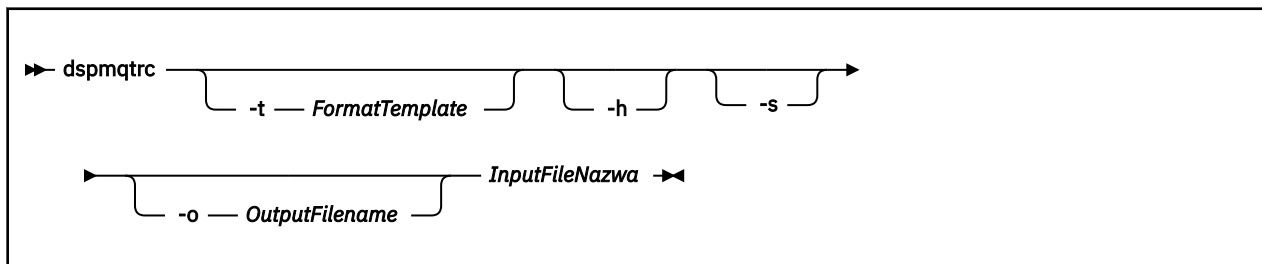 dspmqtrc
-t FormatTemplate -h -s
InputFileNazwa
-o OutputFilename